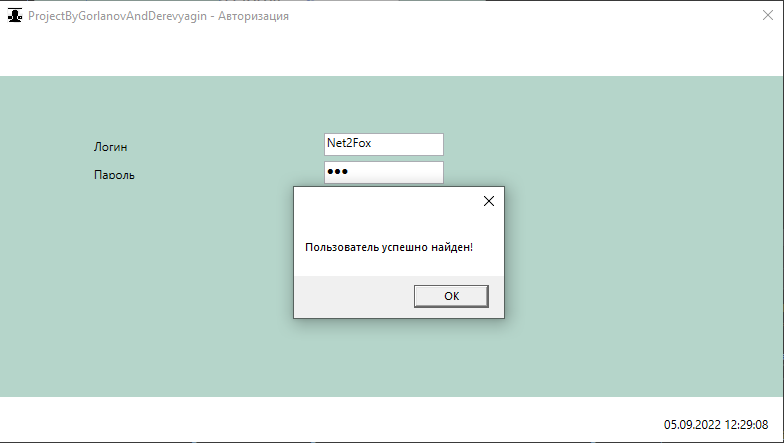 ProjectByGorlanovAndDerevyagin - Авторизация
Логин
Net2Fox
Пароль
Пользователь успешно найден!
OK
05.09.2022 12:29:08